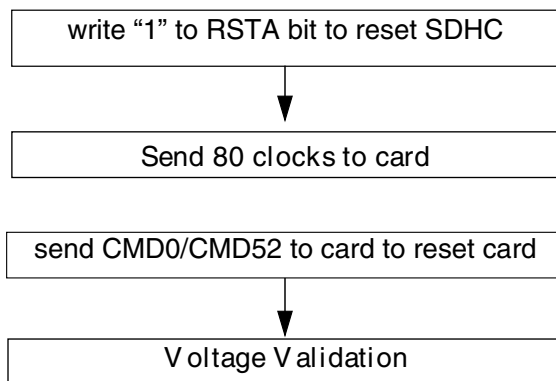 write “1” to RSTA bit to reset SDHC
Send 80 clocks to card
send CMD0/CMD52 to card to reset card
Voltage Validation